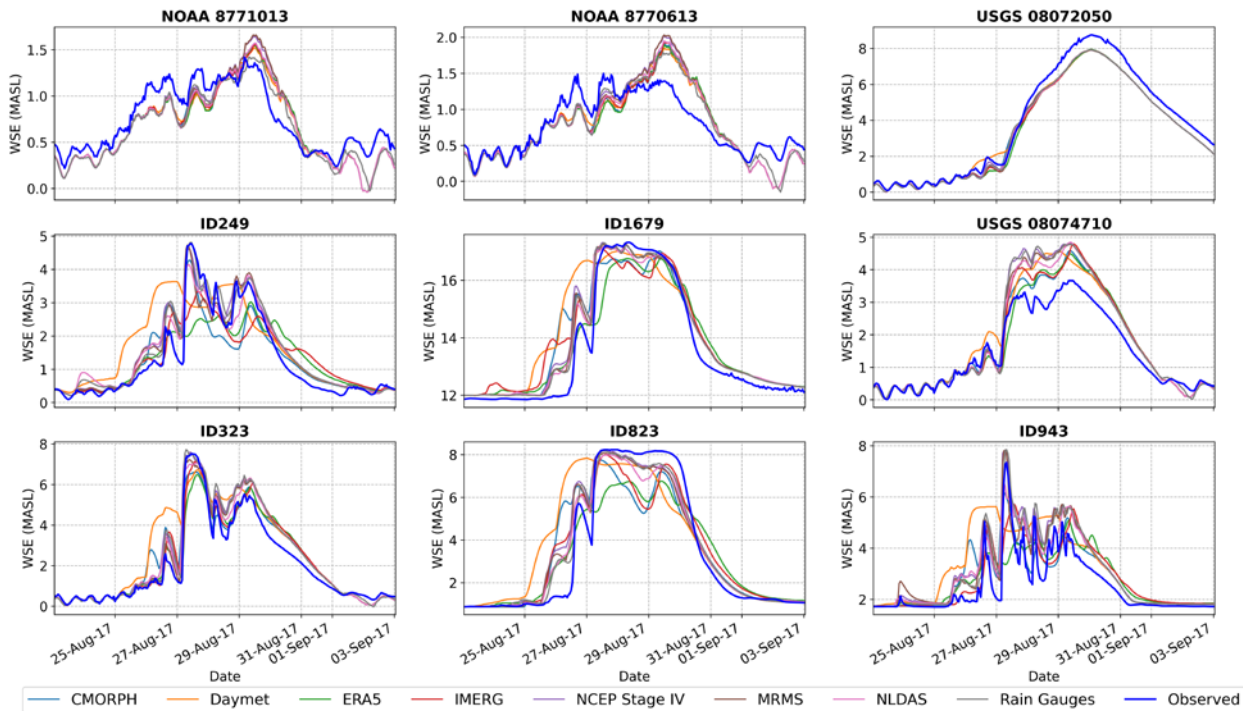 NOAA 8771013
NOAA 8770613
USGS 08072050
WSE (MASL)
1.5
1.0
0.5
0.0
WSE (MASL)
2.0
1.5
1.0
0.5
0.0
WSE (MASL)
8
6
4
2
0
ID249
ID1679
USGS 08074710
WSE (MASL)
5
4
3
2
1
0
WSE (MASL)
16
14
12
WSE (MASL)
5
4
3
2
1
0
ID323
ID823
ID943
WSE (MASL)
8
6
4
2
0
WSE (MASL)
8
6
4
2
WSE (MASL)
8
6
4
2
25-Aug-17
27-Aug-17
29-Aug-17
31-Aug-17
01-Sep-17
03-Sep-17
25-Aug-17
27-Aug-17
29-Aug-17
31-Aug-17
01-Sep-17
03-Sep-17
25-Aug-17
27-Aug-17
29-Aug-17
31-Aug-17
01-Sep-17
03-Sep-17
Date
Date
Date
CMORPH Daymet ERA5 IMERG NCEP Stage IV MRMS NLDAS Rain Gauges Observed